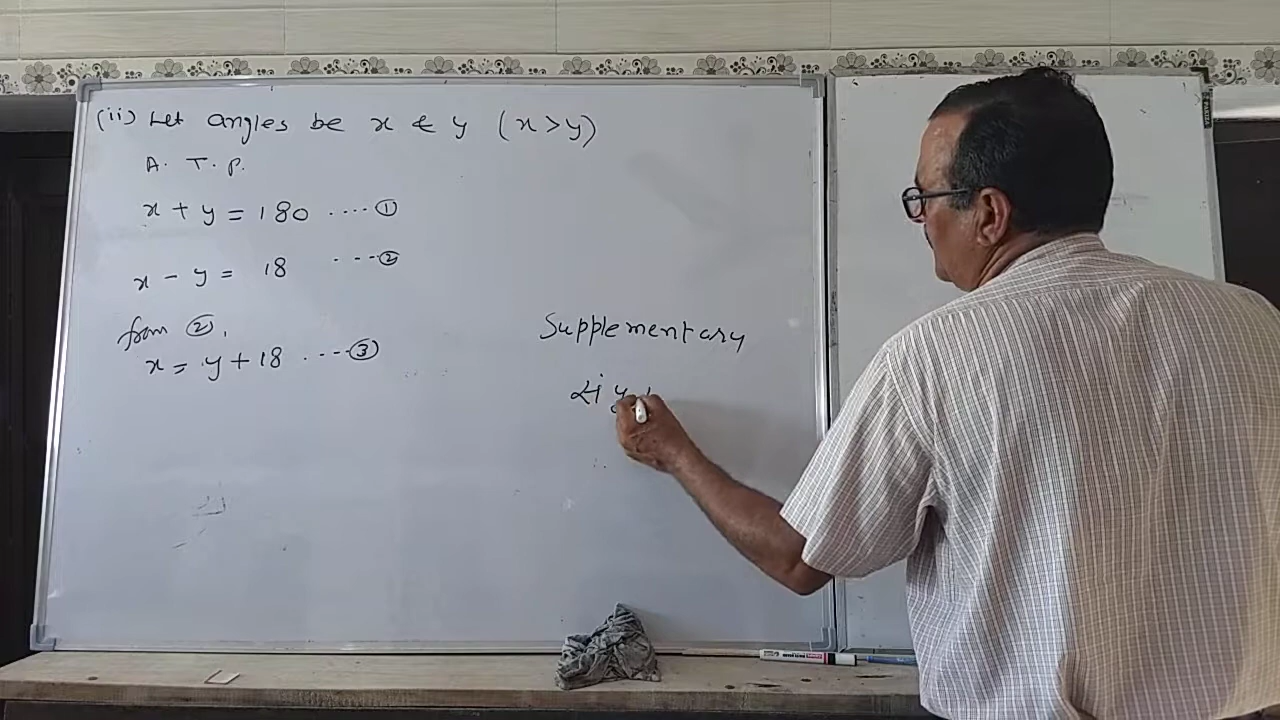 (ii) Let angles be x & y (x>y)
A. T. P.
x + y = 180 ....①
x - y = 18 ---②
from ②,
x = y + 18 ....③
Supplementary